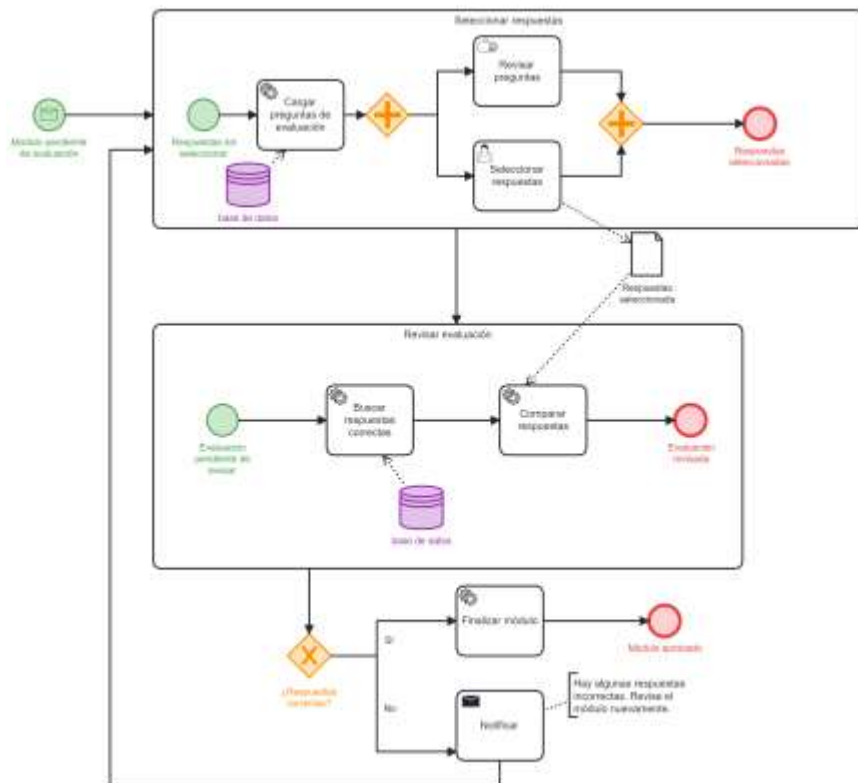 Seleccionar respuestas
Revisar
preguntas
Cargar
preguntas de
evaluación
Módulo pendiente
de evaluación
Respuestas sin
seleccionar
Respuestas
seleccionadas
Seleccionar
respuestas
base de datos
Respuestas
seleccionada
Revisar evaluación
Buscar
respuestas
correctas
Comparar
respuestas
Evaluación
pendiente de
revisar
Evaluación
revisada
base de datos
Finalizar módulo
Si
Módulo aprobado
¿Respuestas
correctas?
No
Notificar
Hay algunas respuestas
incorrectas. Revise el
módulo nuevamente.